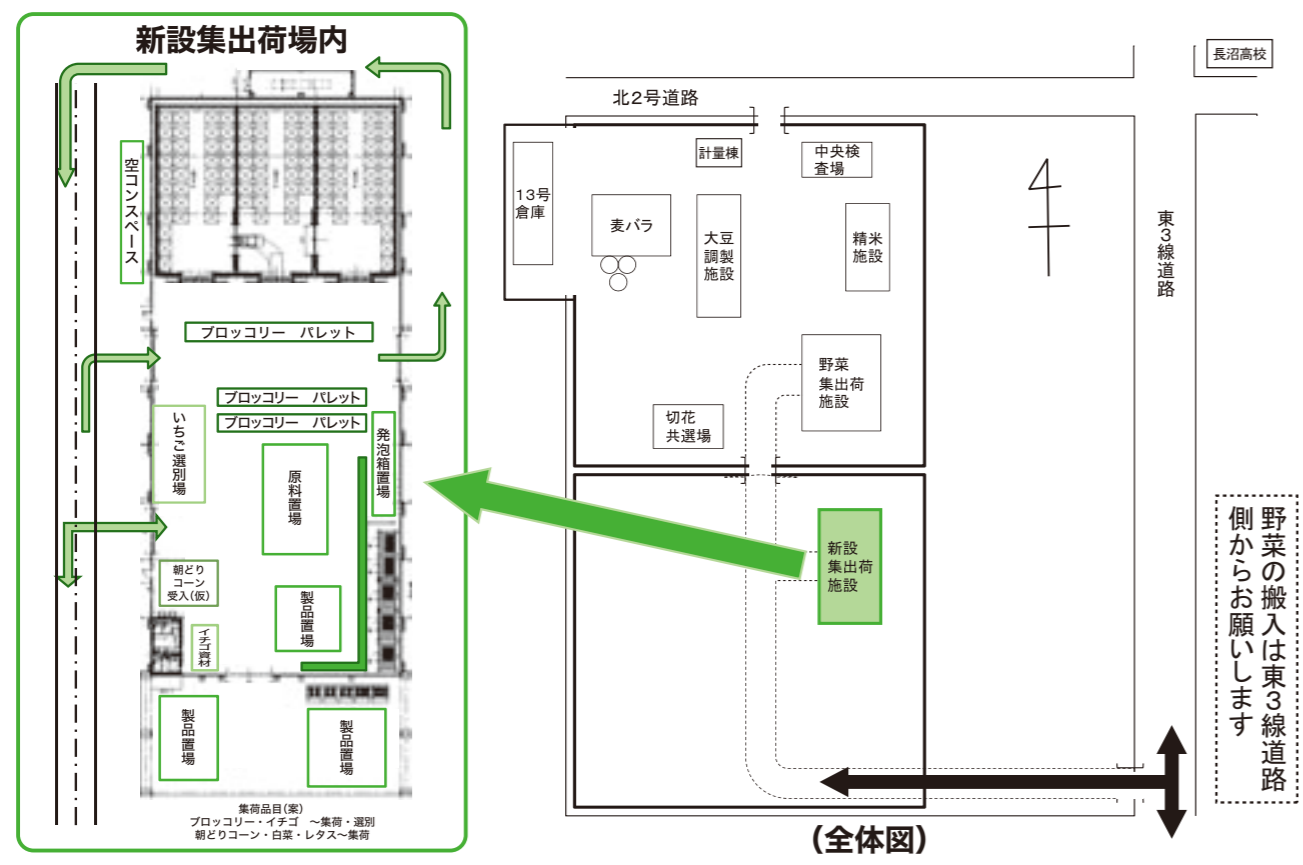 新設集出荷場内
空コンスペース
ブロッコリー　パレット
ブロッコリー　パレット
ブロッコリー　パレット
いちご選別場
発泡箱置場
原料置場
朝どり
コーン
受入（仮）
製品置場
イチゴ資材
製品置場
製品置場
集荷品目（案）
ブロッコリー・イチゴ　～集荷・選別
朝どりコーン・白菜・レタス～集荷
長沼高校
北2号道路
東3線道路
計量棟
中央検
査場
13号
倉庫
麦バラ
大豆
調製
施設
精米
施設
野菜
集出荷
施設
切花
共選場
新設
集出荷
施設
野菜の搬入は東3線道路
側からお願いします
（全体図）